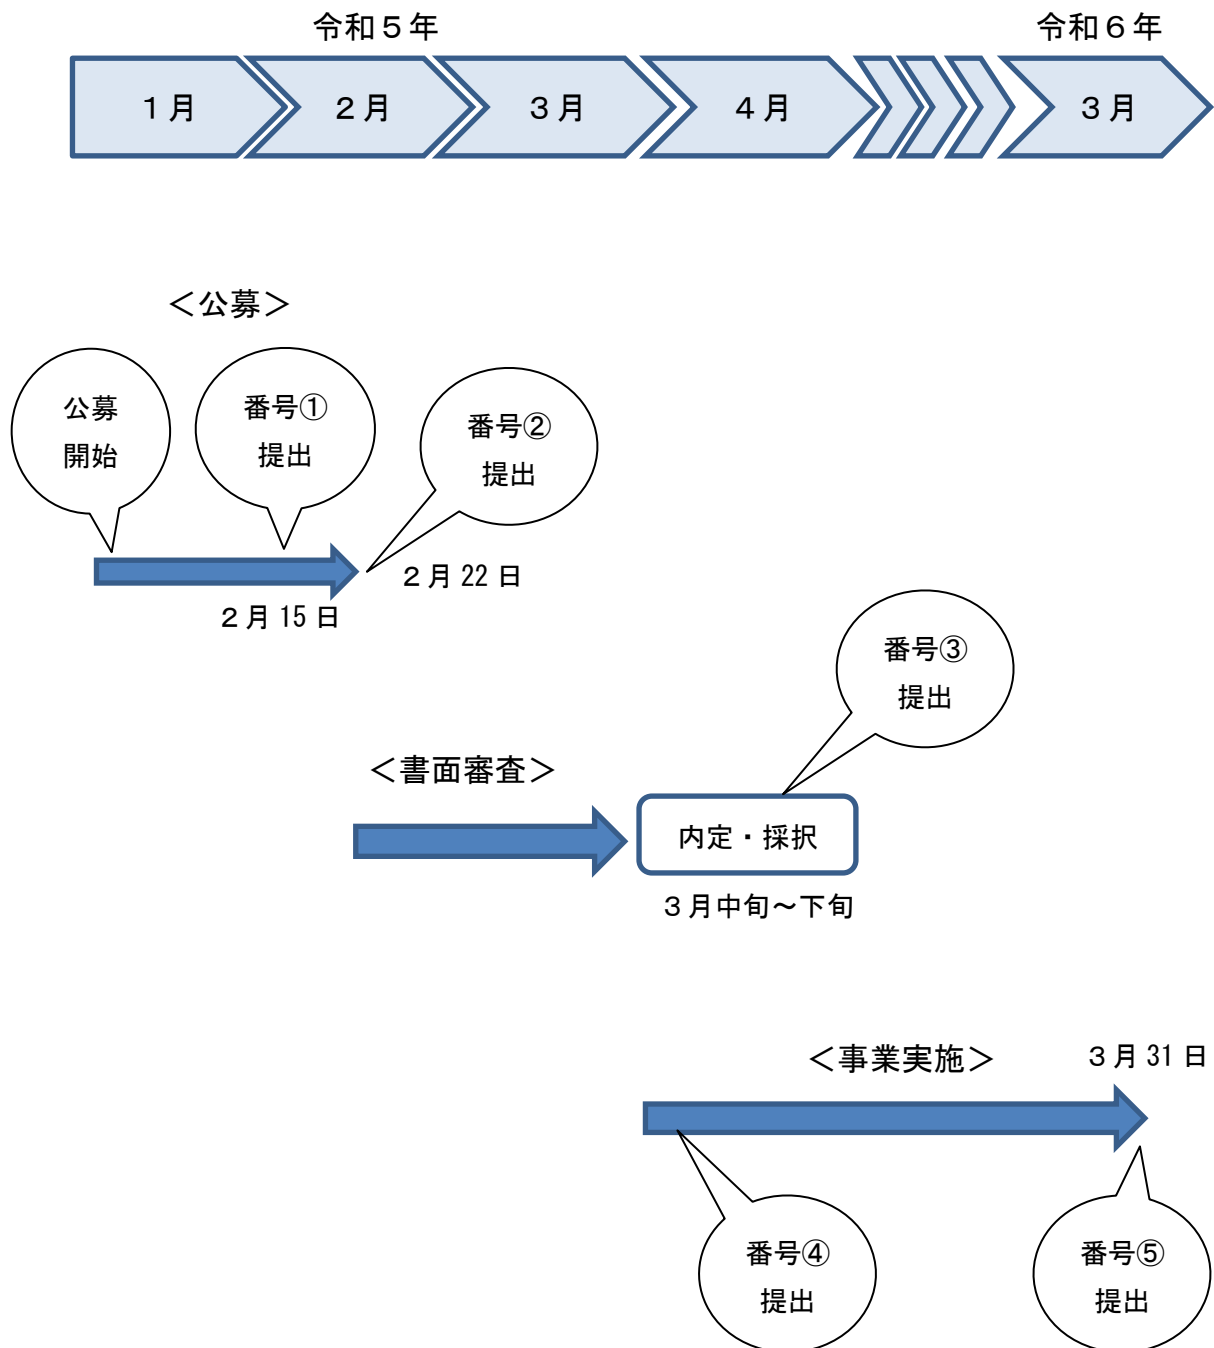 令和５年
令和６年
１月
２月
３月
４月
３月
＜公募＞
公募
開始
番号①
提出
番号②
提出
２月 22 日
２月 15 日
番号③
提出
＜書面審査＞
内定・採択
３月中旬～下旬
＜事業実施＞
３月 31 日
番号④
提出
番号⑤
提出